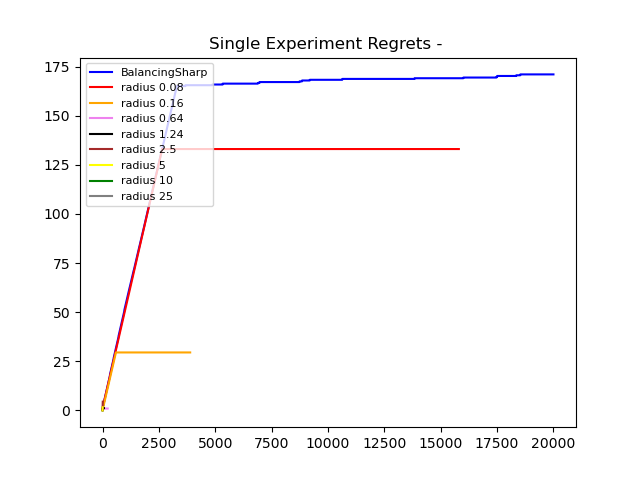 Single Experiment Regrets -
175
150
125
100
75
50
25
0
BalancingSharp
radius 0.08
radius 0.16
radius 0.64
radius 1.24
radius 2.5
radius 5
radius 10
radius 25
0 2500 5000 7500 10000 12500 15000 17500 20000